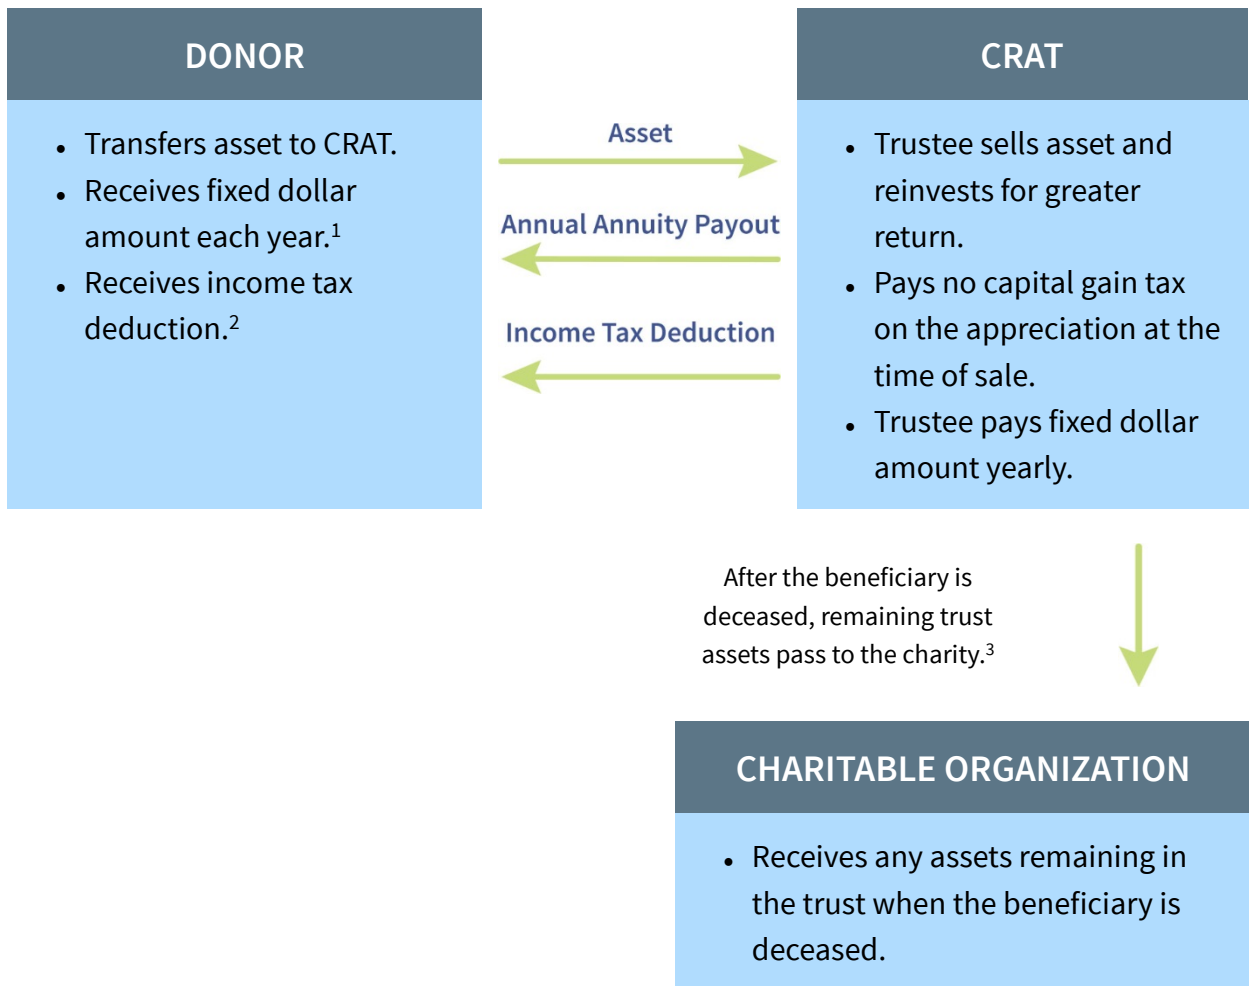 DONOR
• Transfers asset to CRAT.
• Receives fixed dollar
amount each year.¹
• Receives income tax
deduction.²
Asset
Annual Annuity Payout
Income Tax Deduction
CRAT
• Trustee sells asset and
reinvests for greater
return.
• Pays no capital gain tax
on the appreciation at the
time of sale.
• Trustee pays fixed dollar
amount yearly.
After the beneficiary is
deceased, remaining trust
assets pass to the charity.³
CHARITABLE ORGANIZATION
• Receives any assets remaining in
the trust when the beneficiary is
deceased.